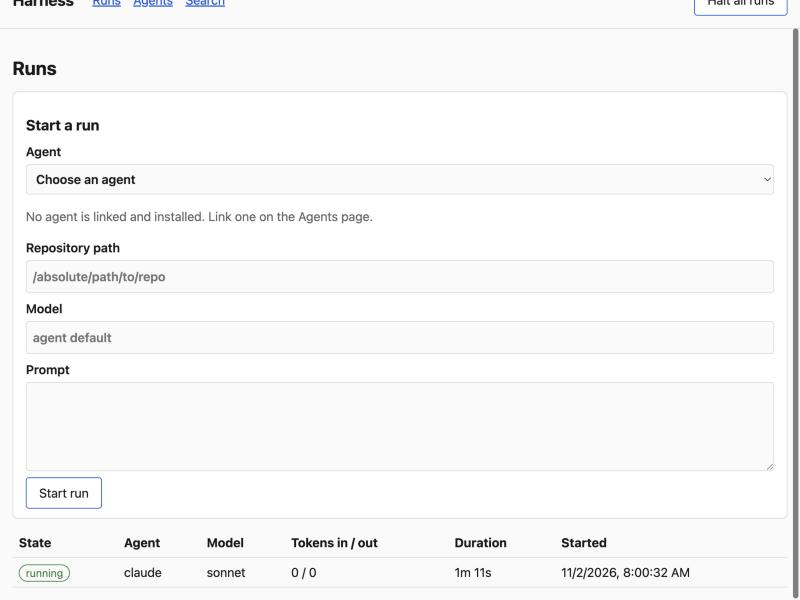 Harness Runs Agents Search Halt all runs
Runs
Start a run
Agent
Choose an agent
No agent is linked and installed. Link one on the Agents page.
Repository path
/absolute/path/to/repo
Model
agent default
Prompt
Start run
State Agent Model Tokens in / out Duration Started
running claude sonnet 0 / 0 1m 11s 11/2/2026, 8:00:32 AM